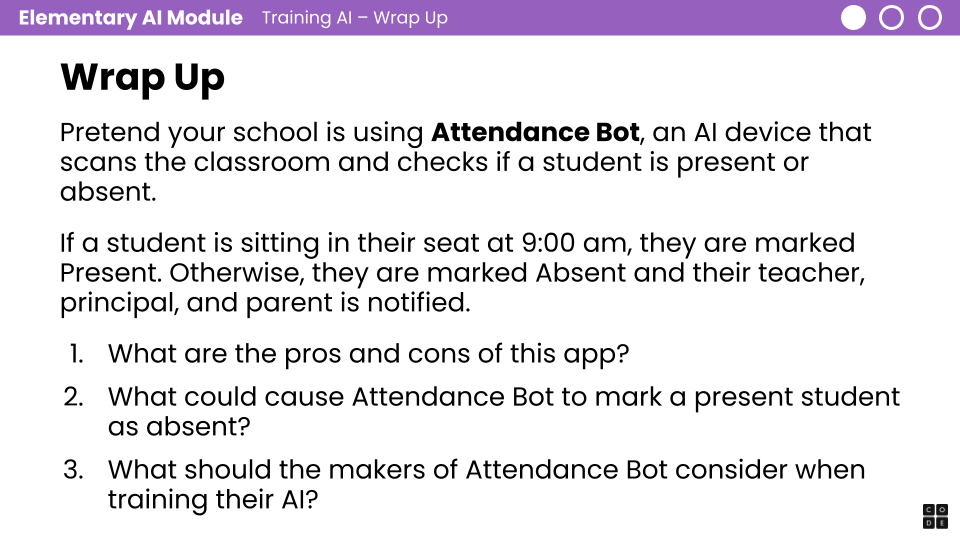 Elementary AI Module Training AI – Wrap Up
Wrap Up
Pretend your school is using Attendance Bot, an AI device that
scans the classroom and checks if a student is present or
absent.
If a student is sitting in their seat at 9:00 am, they are marked
Present. Otherwise, they are marked Absent and their teacher,
principal, and parent is notified.
1. What are the pros and cons of this app?
2. What could cause Attendance Bot to mark a present student
as absent?
3. What should the makers of Attendance Bot consider when
training their AI?
C O
D E